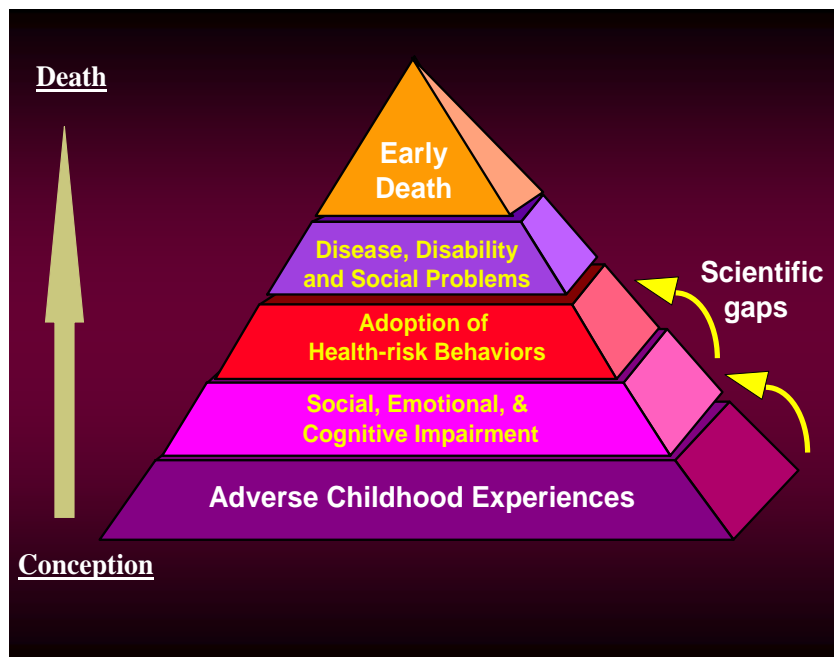 Death
Early
Death
Disease, Disability
and Social Problems
Scientific
gaps
Adoption of
Health-risk Behaviors
Social, Emotional, &
Cognitive Impairment
Adverse Childhood Experiences
Conception